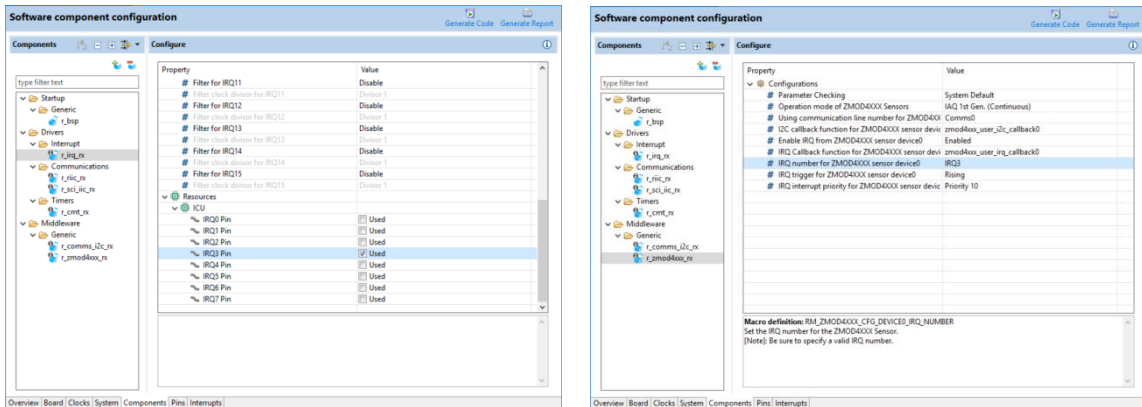 Software component configuration
Generate Code Generate Report
Components
Configure
type filter text
Startup
Generic
r_bsp
Drivers
Interrupt
r_irq_rx
Communications
r_riic_rx
r_sci_iic_rx
Timers
r_cmt_rx
Middleware
Generic
r_comms_i2c_rx
r_zmod4xxx_rx
Property Value
# Filter for IRQ11 Disable
# Filter clock divisor for IRQ11 Divisor 1
# Filter for IRQ12 Disable
# Filter clock divisor for IRQ12 Divisor 1
# Filter for IRQ13 Disable
# Filter clock divisor for IRQ13 Divisor 1
# Filter for IRQ14 Disable
# Filter clock divisor for IRQ14 Divisor 1
# Filter for IRQ15 Disable
# Filter clock divisor for IRQ15 Divisor 1
Resources
ICU
IRQ0 Pin Used
IRQ1 Pin Used
IRQ2 Pin Used
IRQ3 Pin Used
IRQ4 Pin Used
IRQ5 Pin Used
IRQ6 Pin Used
IRQ7 Pin Used
Overview Board Clocks System Components Pins Interrupts
Software component configuration
Generate Code Generate Report
Components
Configure
type filter text
Startup
Generic
r_bsp
Drivers
Interrupt
r_irq_rx
Communications
r_riic_rx
r_sci_iic_rx
Timers
r_cmt_rx
Middleware
Generic
r_comms_i2c_rx
r_zmod4xxx_rx
Property Value
Configurations
# Parameter Checking System Default
# Operation mode of ZMOD4XXX Sensors IAQ 1st Gen. (Continuous)
# Using communication line number for ZMOD4XX Comms0
# I2C callback function for ZMOD4XXX sensor devic zmod4xxx_user_i2c_callback0
# Enable IRQ from ZMOD4XXX sensor device0 Enabled
# IRQ Callback function for ZMOD4XXX sensor devi zmod4xxx_user_irq_callback0
# IRQ number for ZMOD4XXX sensor device0 IRQ3
# IRQ trigger for ZMOD4XXX sensor device0 Rising
# IRQ interrupt priority for ZMOD4XXX sensor devic Priority 10
Macro definition: RM_ZMOD4XXX_CFG_DEVICE0_IRQ_NUMBER
Set the IRQ number for the ZMOD4XXX Sensor.
[Note]: Be sure to specify a valid IRQ number.
Overview Board Clocks System Components Pins Interrupts